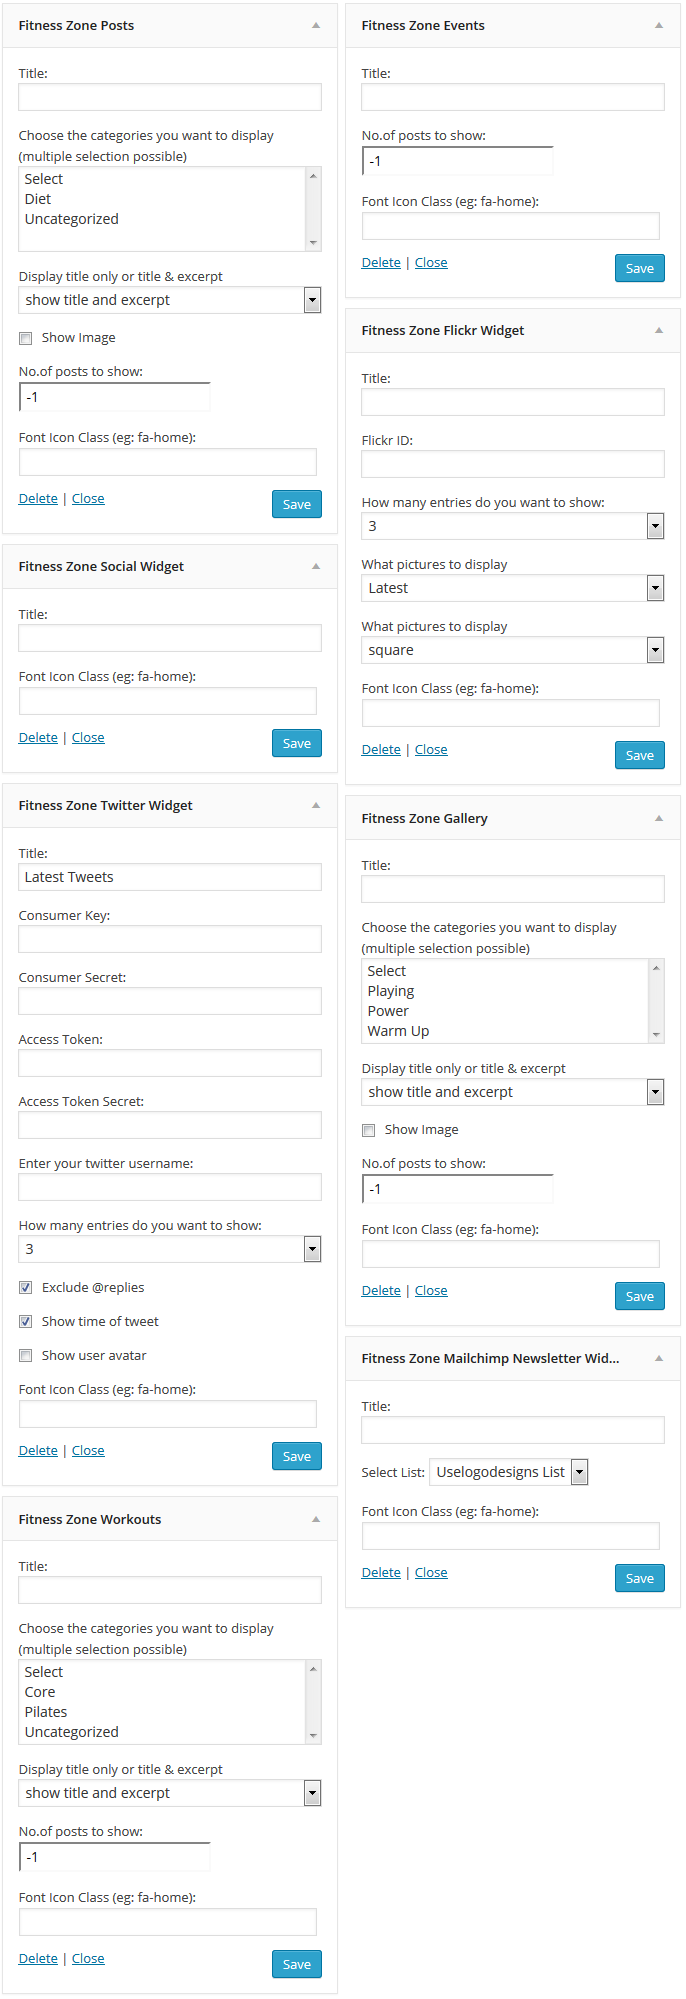 Fitness Zone Posts
Title:
Choose the categories you want to display
(multiple selection possible)
Select
Diet
Uncategorized
Display title only or title & excerpt
show title and excerpt
Show Image
No.of posts to show:
-1
Font Icon Class (eg: fa-home):
Delete | Close
Save
Fitness Zone Social Widget
Title:
Font Icon Class (eg: fa-home):
Delete | Close
Save
Fitness Zone Twitter Widget
Title:
Latest Tweets
Consumer Key:
Consumer Secret:
Access Token:
Access Token Secret:
Enter your twitter username:
How many entries do you want to show:
3
Exclude @replies
Show time of tweet
Show user avatar
Font Icon Class (eg: fa-home):
Delete | Close
Save
Fitness Zone Workouts
Title:
Choose the categories you want to display
(multiple selection possible)
Select
Core
Pilates
Uncategorized
Display title only or title & excerpt
show title and excerpt
No.of posts to show:
-1
Font Icon Class (eg: fa-home):
Delete | Close
Save
Fitness Zone Events
Title:
No.of posts to show:
-1
Font Icon Class (eg: fa-home):
Delete | Close
Save
Fitness Zone Flickr Widget
Title:
Flickr ID:
How many entries do you want to show:
3
What pictures to display
Latest
What pictures to display
square
Font Icon Class (eg: fa-home):
Delete | Close
Save
Fitness Zone Gallery
Title:
Choose the categories you want to display
(multiple selection possible)
Select
Playing
Power
Warm Up
Display title only or title & excerpt
show title and excerpt
Show Image
No.of posts to show:
-1
Font Icon Class (eg: fa-home):
Delete | Close
Save
Fitness Zone Mailchimp Newsletter Wid...
Title:
Select List: Uselogodesigns List
Font Icon Class (eg: fa-home):
Delete | Close
Save